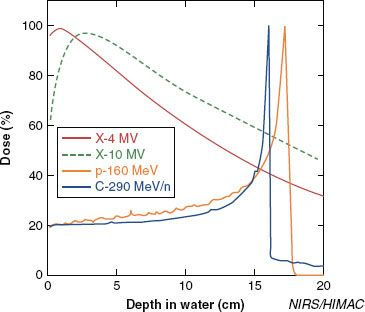 100
80
60
40
20
0
Dose (%)
X-4 MV
X-10 MV
p-160 MeV
C-290 MeV/n
0 5 10 15 20
Depth in water (cm)
NIRS/HIMAC